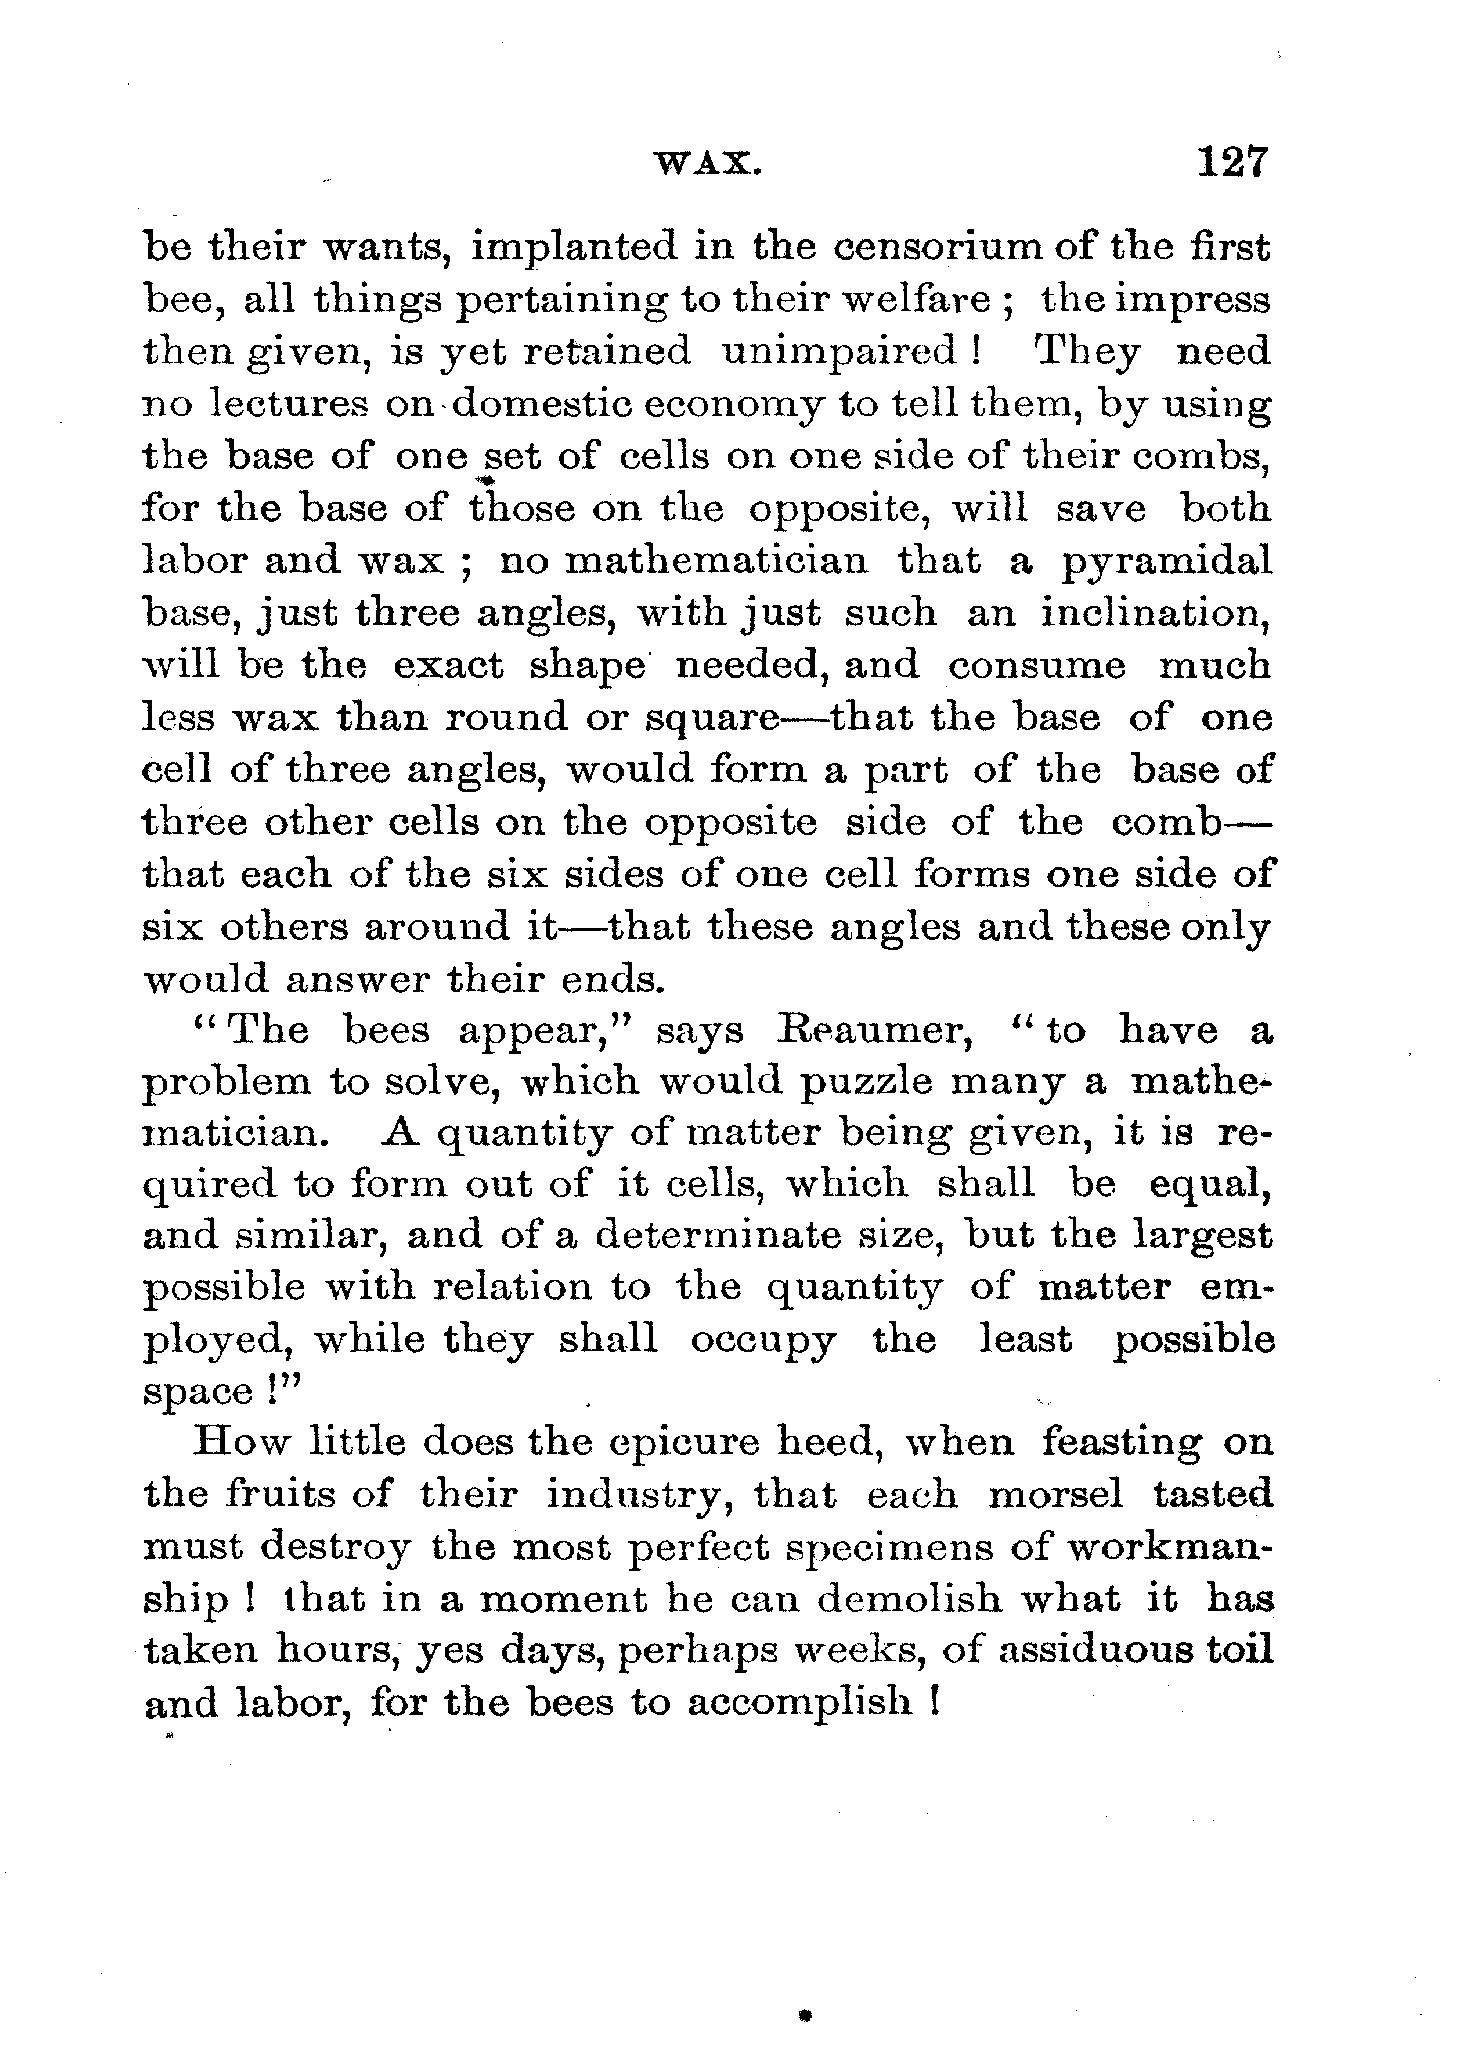 WAX. 127
be their wants, implanted in the censorium of the first
bee, all things pertaining to their welfare ; the impress
then given, is yet retained unimpaired ! They need
no lectures on domestic economy to tell them, by using
the base of one set of cells on one side of their combs,
for the base of those on the opposite, will save both
labor and wax ; no mathematician that a pyramidal
base, just three angles, with just such an inclination,
will be the exact shape needed, and consume much
less wax than round or square—that the base of one
cell of three angles, would form a part of the base of
three other cells on the opposite side of the comb—
that each of the six sides of one cell forms one side of
six others around it—that these angles and these only
would answer their ends.
“ The bees appear,” says Reaumer, “ to have a
problem to solve, which would puzzle many a mathe-
matician. A quantity of matter being given, it is re-
quired to form out of it cells, which shall be equal,
and similar, and of a determinate size, but the largest
possible with relation to the quantity of matter em-
ployed, while they shall occupy the least possible
space !”
How little does the epicure heed, when feasting on
the fruits of their industry, that each morsel tasted
must destroy the most perfect specimens of workman-
ship ! that in a moment he can demolish what it has
taken hours, yes days, perhaps weeks, of assiduous toil
and labor, for the bees to accomplish !